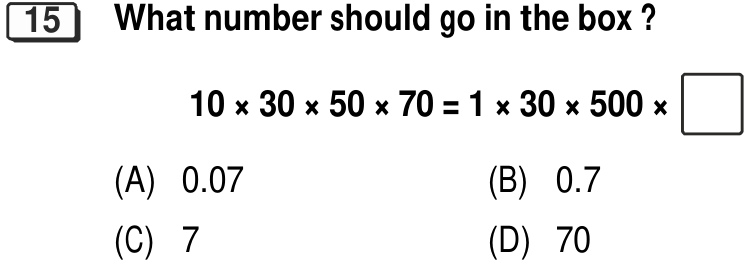 15 What number should go in the box ?
10 × 30 × 50 × 70 = 1 × 30 × 500 ×
(A) 0.07 (B) 0.7
(C) 7 (D) 70